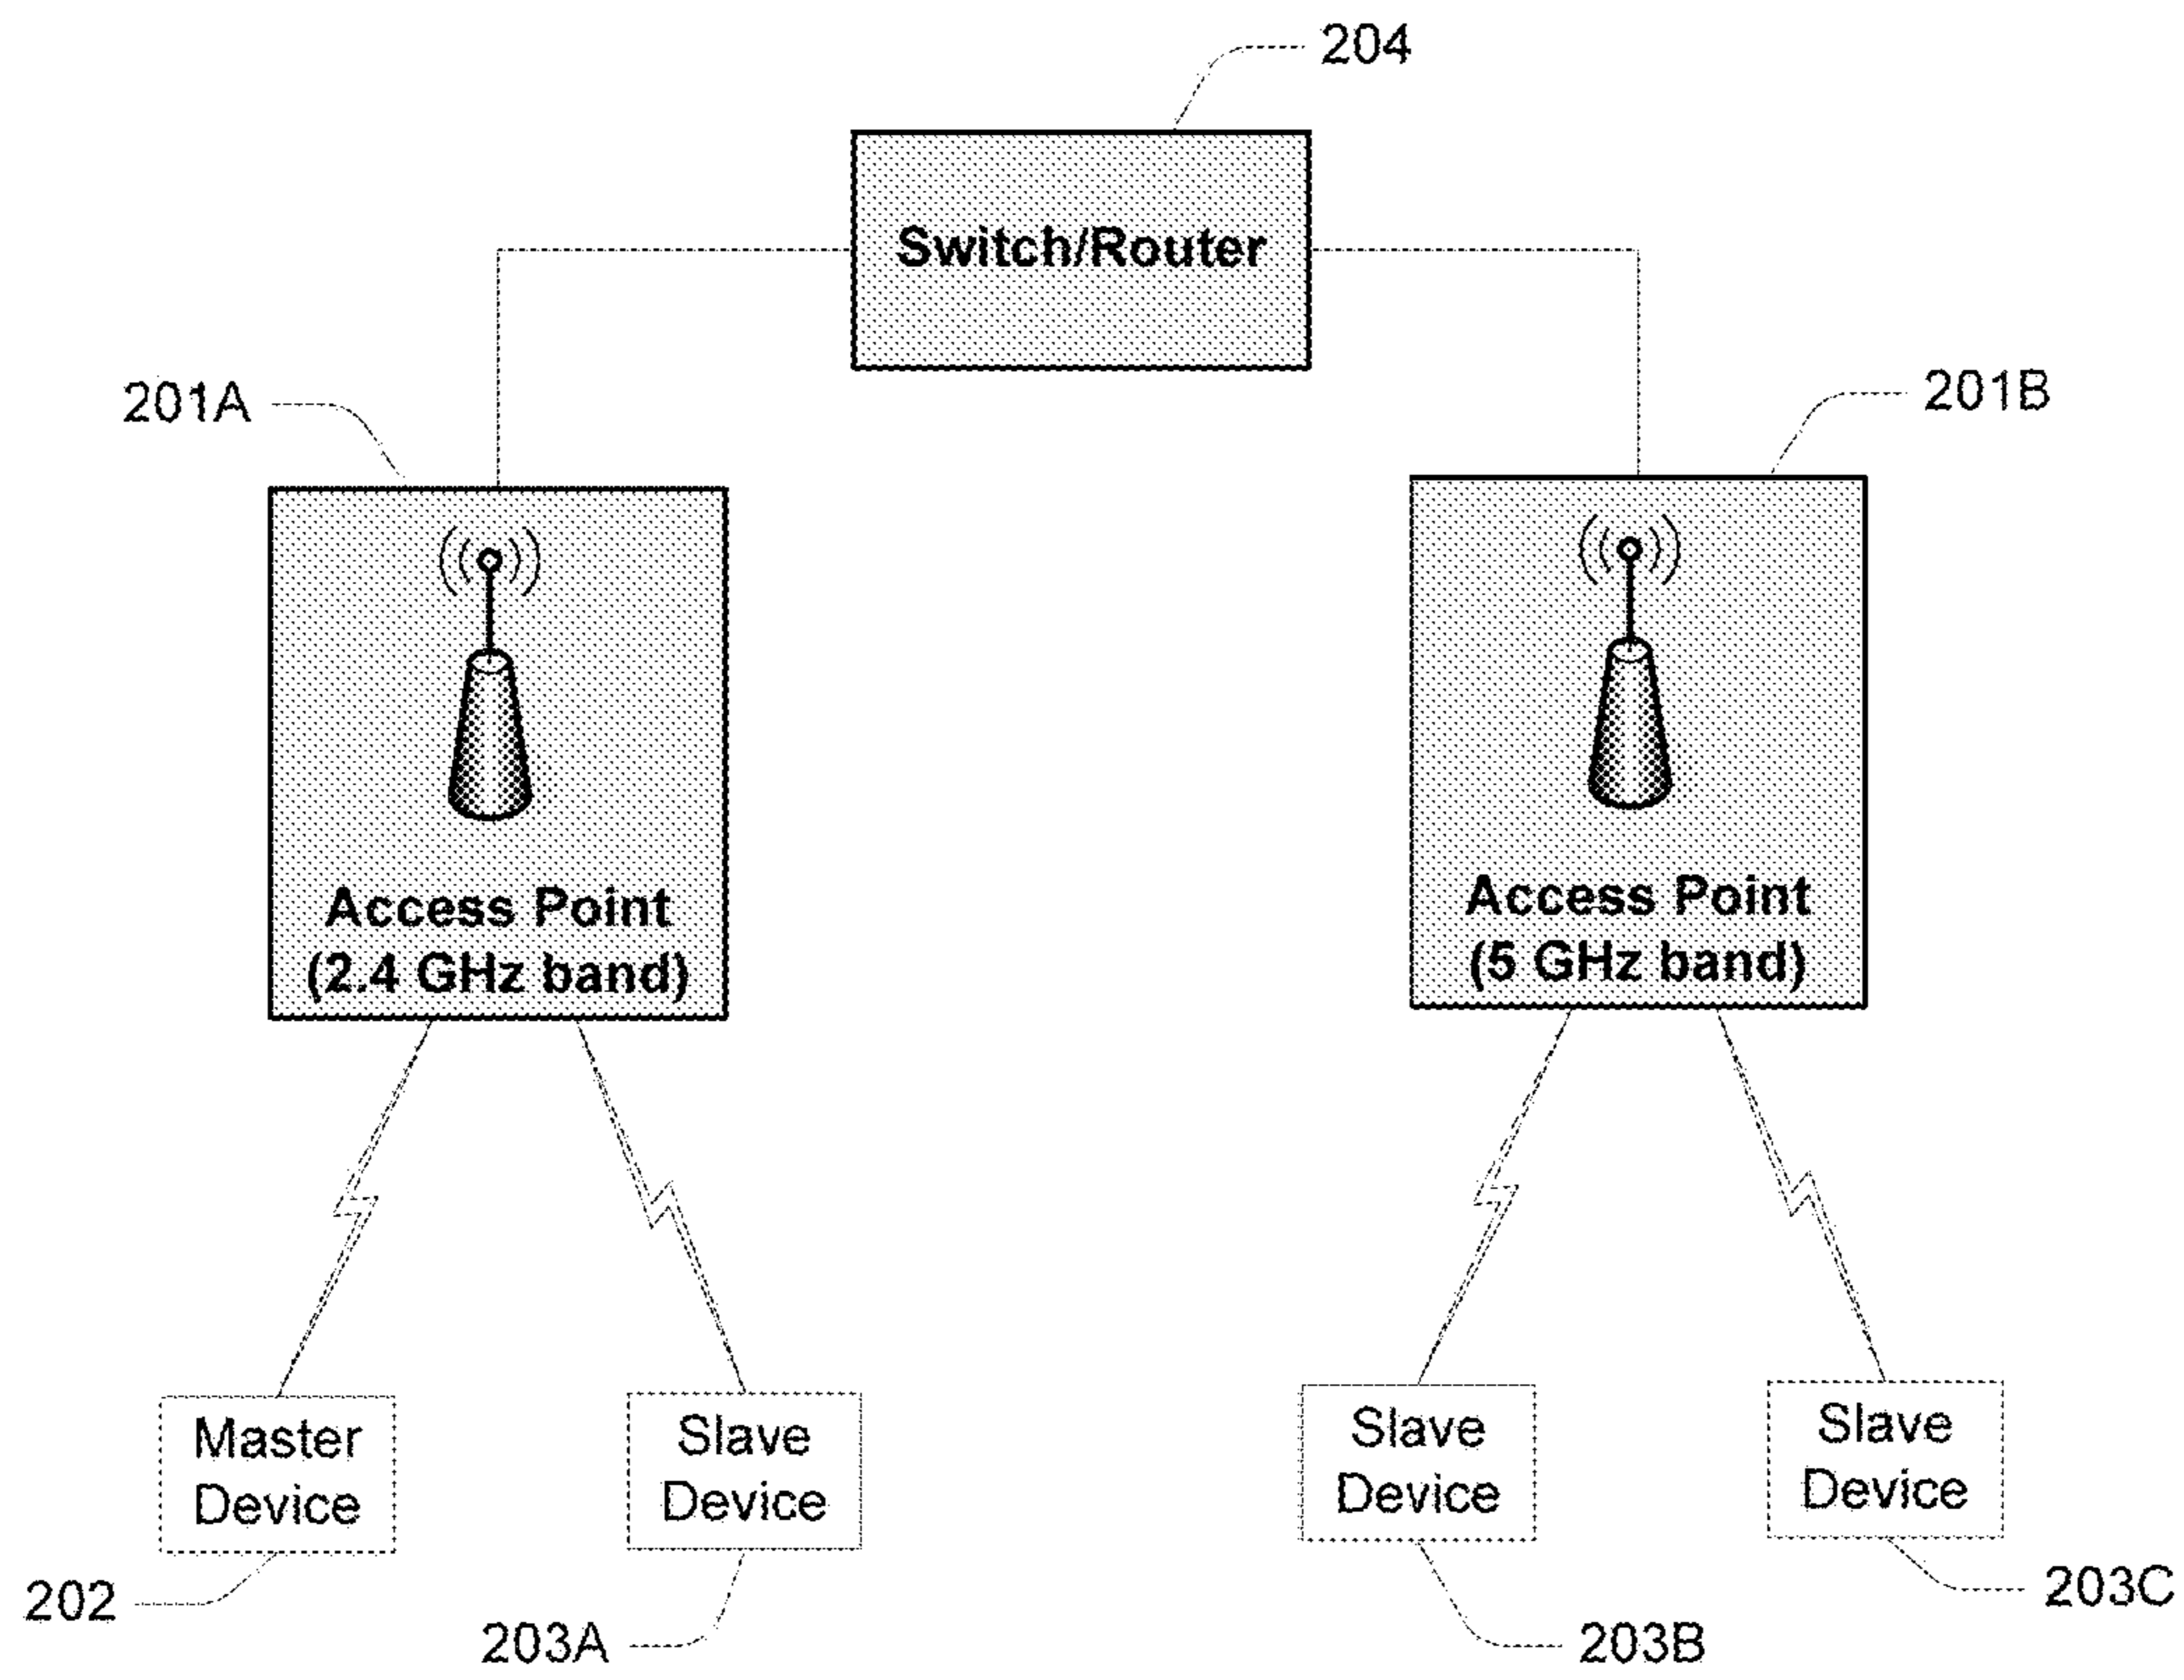 204
Switch/Router
201A
201B
Access Point
(2.4 GHz band)
Access Point
(5 GHz band)
Master
Device
Slave
Device
Slave
Device
Slave
Device
202
203A
203B
203C